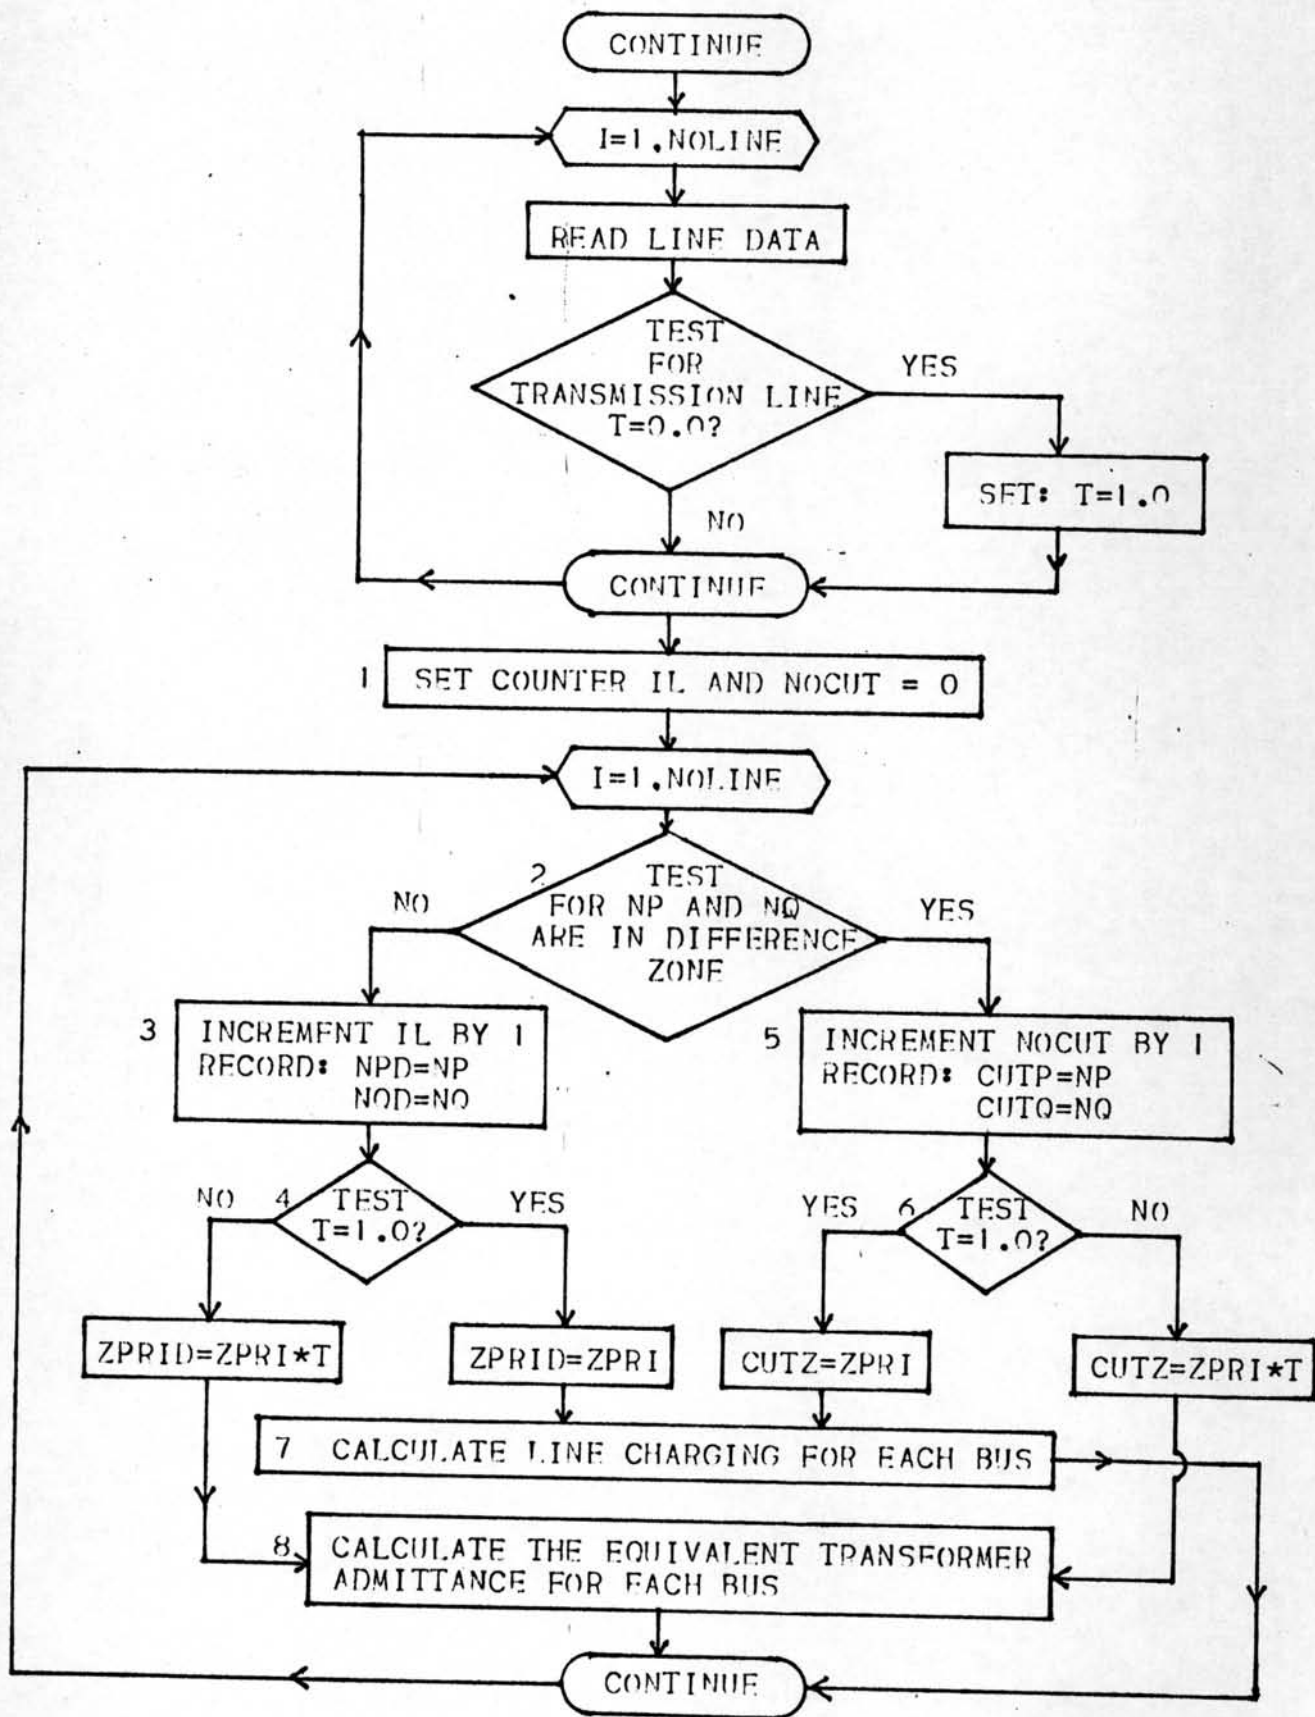 CONTINUE
I=1,NOLINE
READ LINE DATA
TEST
FOR
TRANSMISSION LINE
T=0.0?
YES
SET: T=1.0
NO
CONTINUE
1 SET COUNTER IL AND NOCUT = 0
I=1,NOLINE
2 TEST
FOR NP AND NQ
ARE IN DIFFERENCE
ZONE
NO
YES
3 INCREMENT IL BY 1
RECORD: NPD=NP
NQD=NQ
5 INCREMENT NOCUT BY 1
RECORD: CUTP=NP
CUTQ=NQ
NO
4 TEST
T=1.0?
YES
YES
6 TEST
T=1.0?
NO
ZPRID=ZPRI*T
ZPRID=ZPRI
CUTZ=ZPRI
CUTZ=ZPRI*T
7 CALCULATE LINE CHARGING FOR EACH BUS
8 CALCULATE THE EQUIVALENT TRANSFORMER
ADMITTANCE FOR EACH BUS
CONTINUE